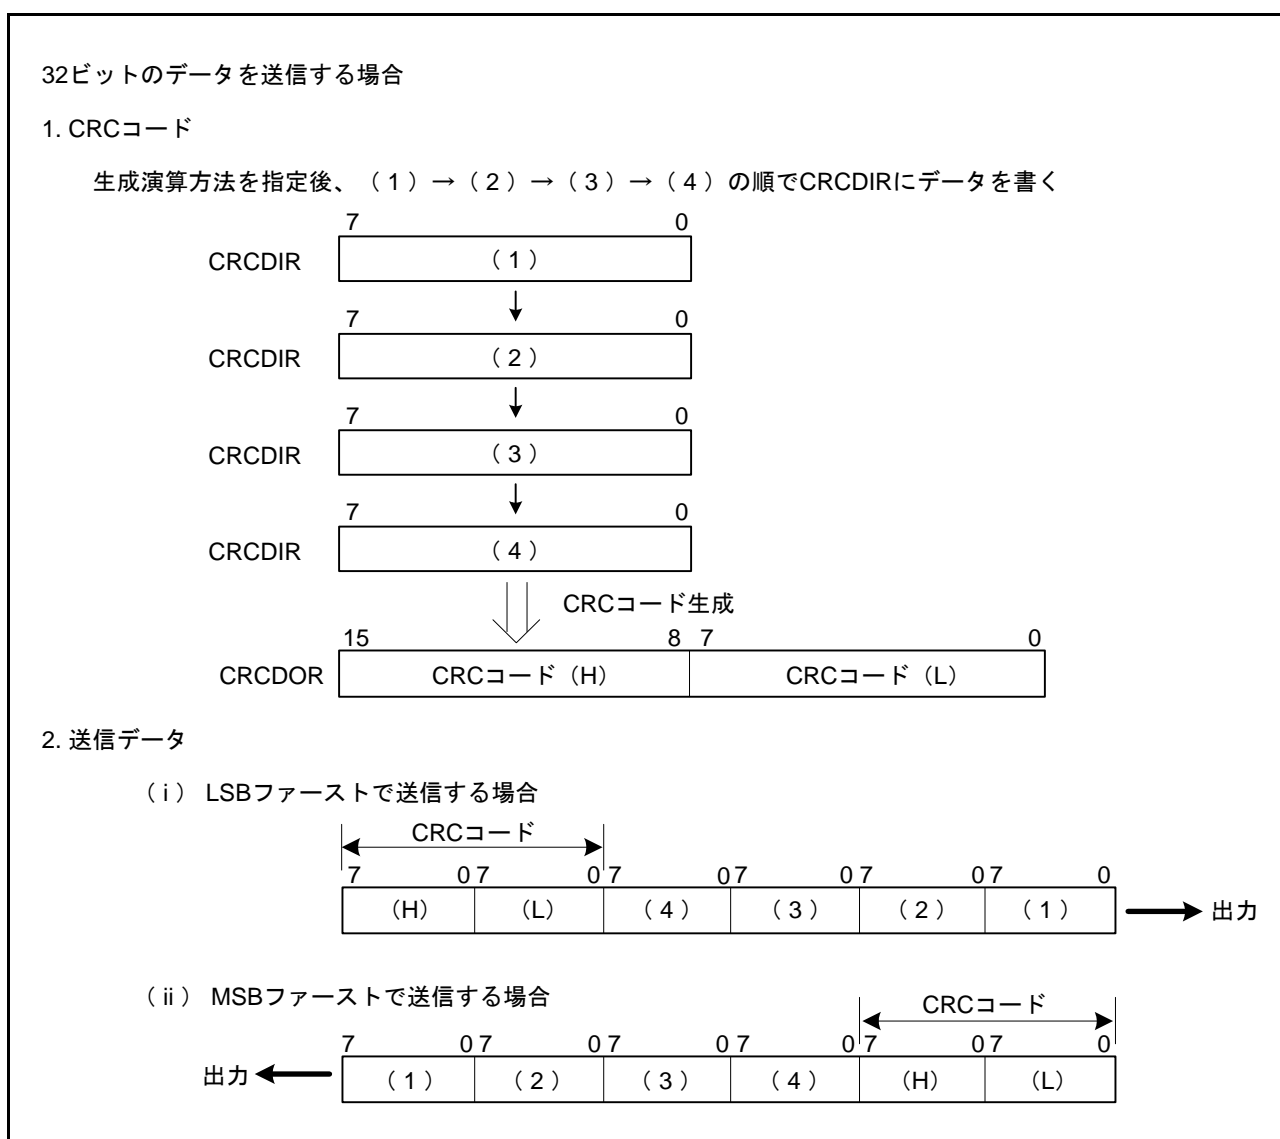 32ビットのデータを送信する場合
1. CRCコード
生成演算方法を指定後、（1）→（2）→（3）→（4）の順でCRCDIRにデータを書く
7 0
CRCDIR （1）
7 0
CRCDIR （2）
7 0
CRCDIR （3）
7 0
CRCDIR （4）
CRCコード生成
15 8 7 0
CRCDOR CRCコード（H） CRCコード（L）
2. 送信データ
（i） LSBファーストで送信する場合
CRCコード
7 0 7 0 7 0 7 0 7 0 7 0
（H） （L） （4） （3） （2） （1） 出力
（ii） MSBファーストで送信する場合
CRCコード
7 0 7 0 7 0 7 0 7 0 7 0
出力 （1） （2） （3） （4） （H） （L）